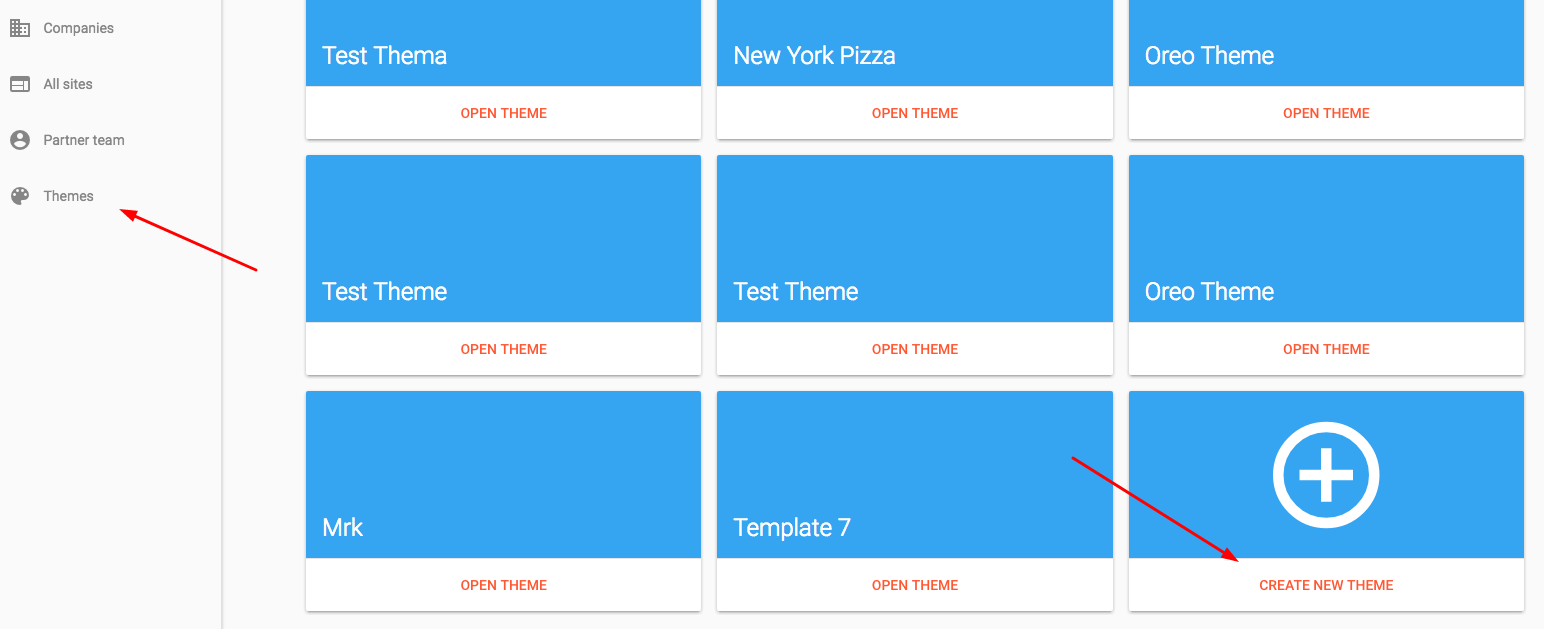 Companies
All sites
Partner team
Themes
Test Thema
New York Pizza
Oreo Theme
OPEN THEME
OPEN THEME
OPEN THEME
Test Theme
Test Theme
Oreo Theme
OPEN THEME
OPEN THEME
OPEN THEME
Mrk
Template 7
OPEN THEME
OPEN THEME
CREATE NEW THEME